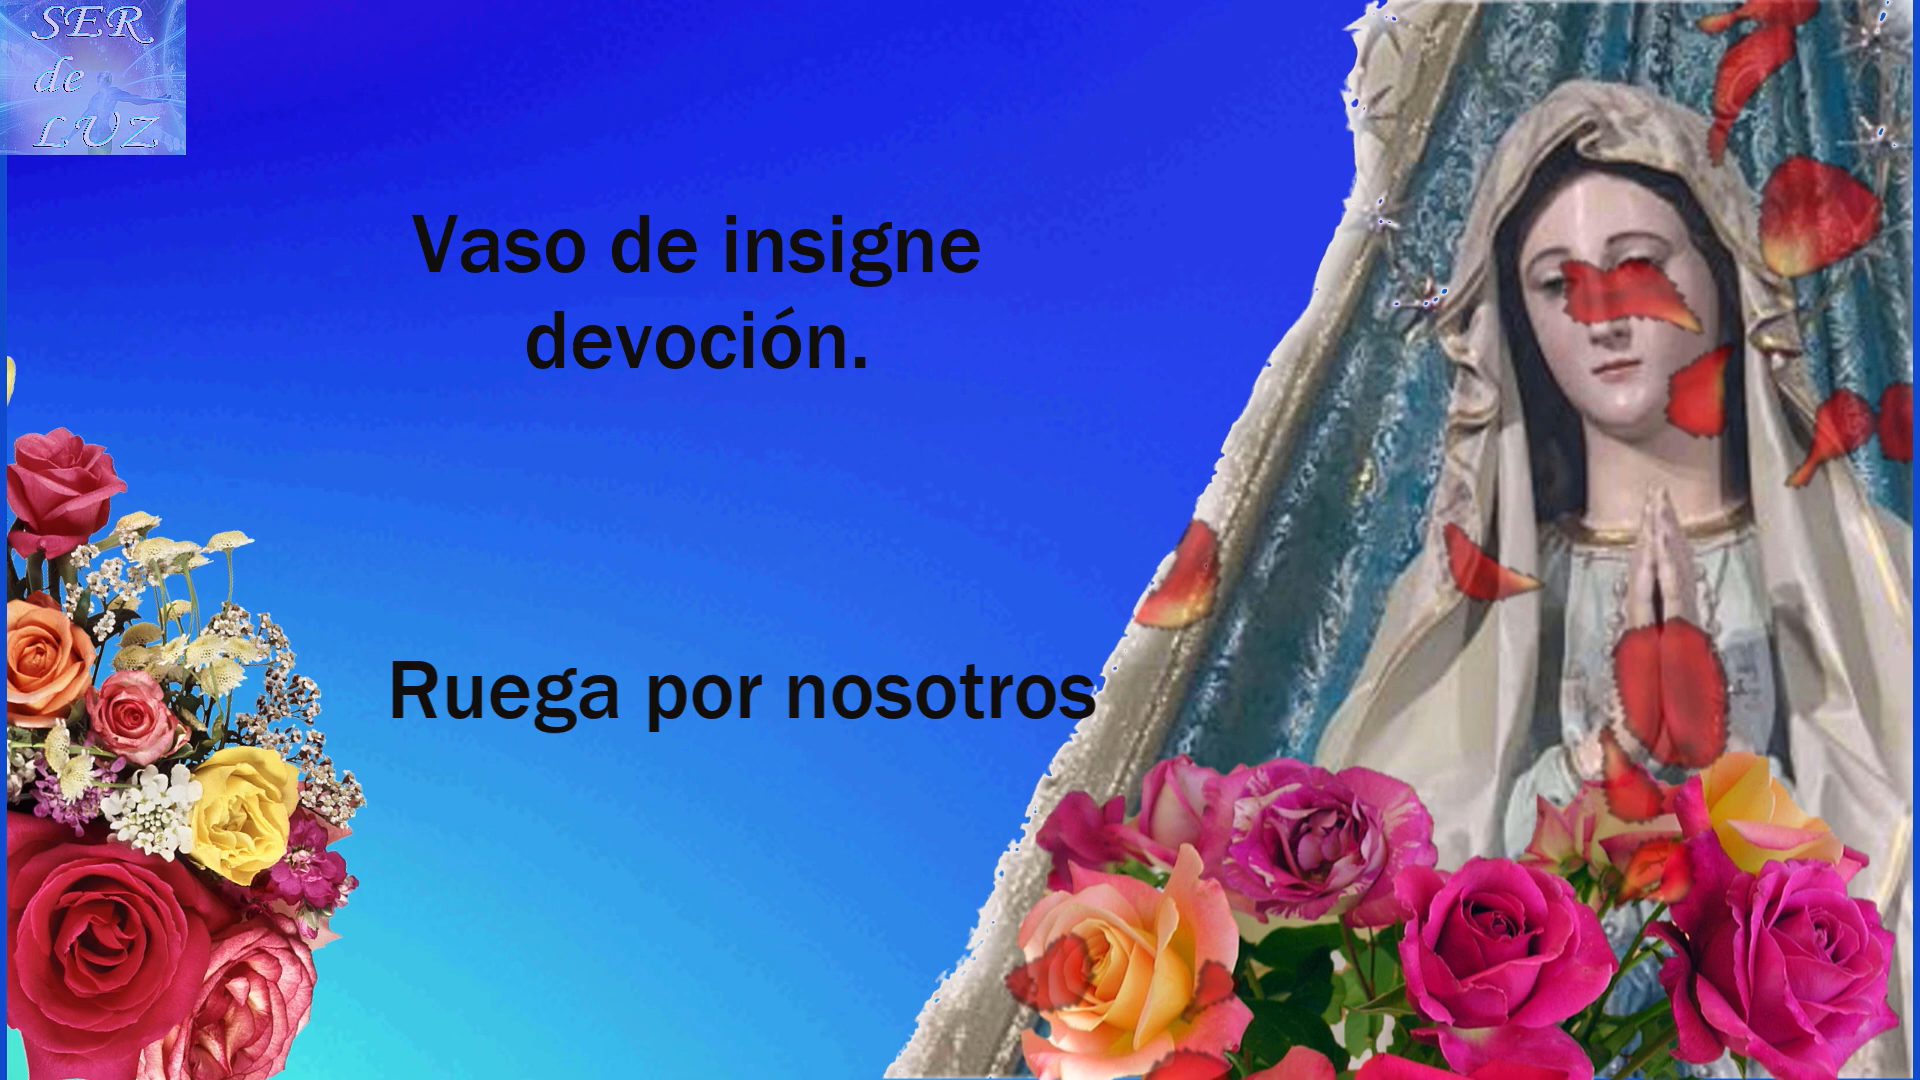 SER
de
LUZ
Vaso de insigne
devoción.
Ruega por nosotros